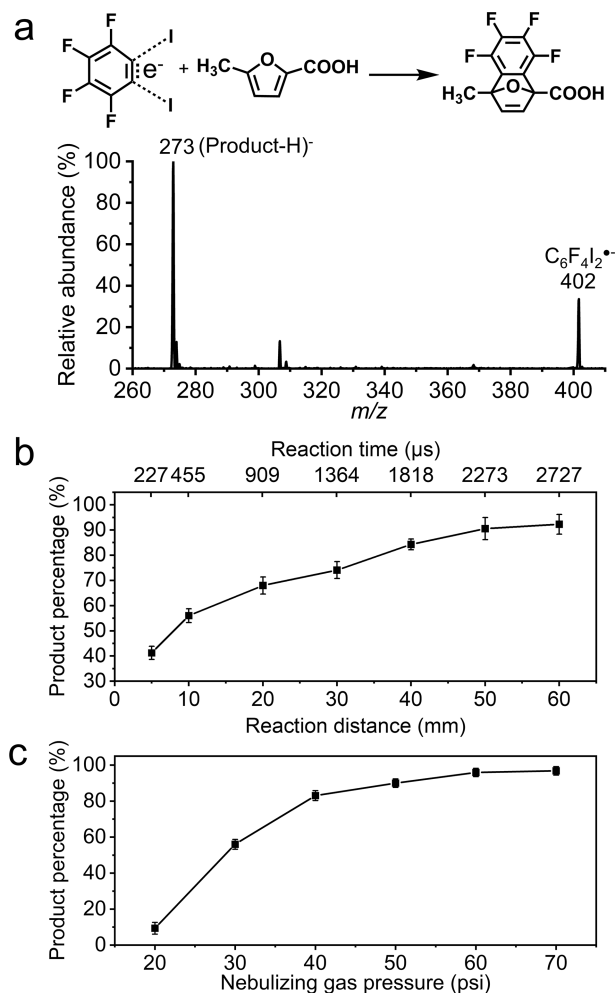 a
F
F
F
F
I
I
e⁻
+
H₃C
O
COOH
F
F
F
F
H₃C
O
COOH
273 (Product-H)⁻
C₆F₄I₂•⁻
402
Relative abundance (%)
100
80
60
40
20
0
260 280 300 320 340 360 380 400
m/z
b
Reaction time (µs)
227 455 909 1364 1818 2273 2727
Product percentage (%)
100
90
80
70
60
50
40
30
0 10 20 30 40 50 60
Reaction distance (mm)
c
Product percentage (%)
100
80
60
40
20
0
20 30 40 50 60 70
Nebulizing gas pressure (psi)